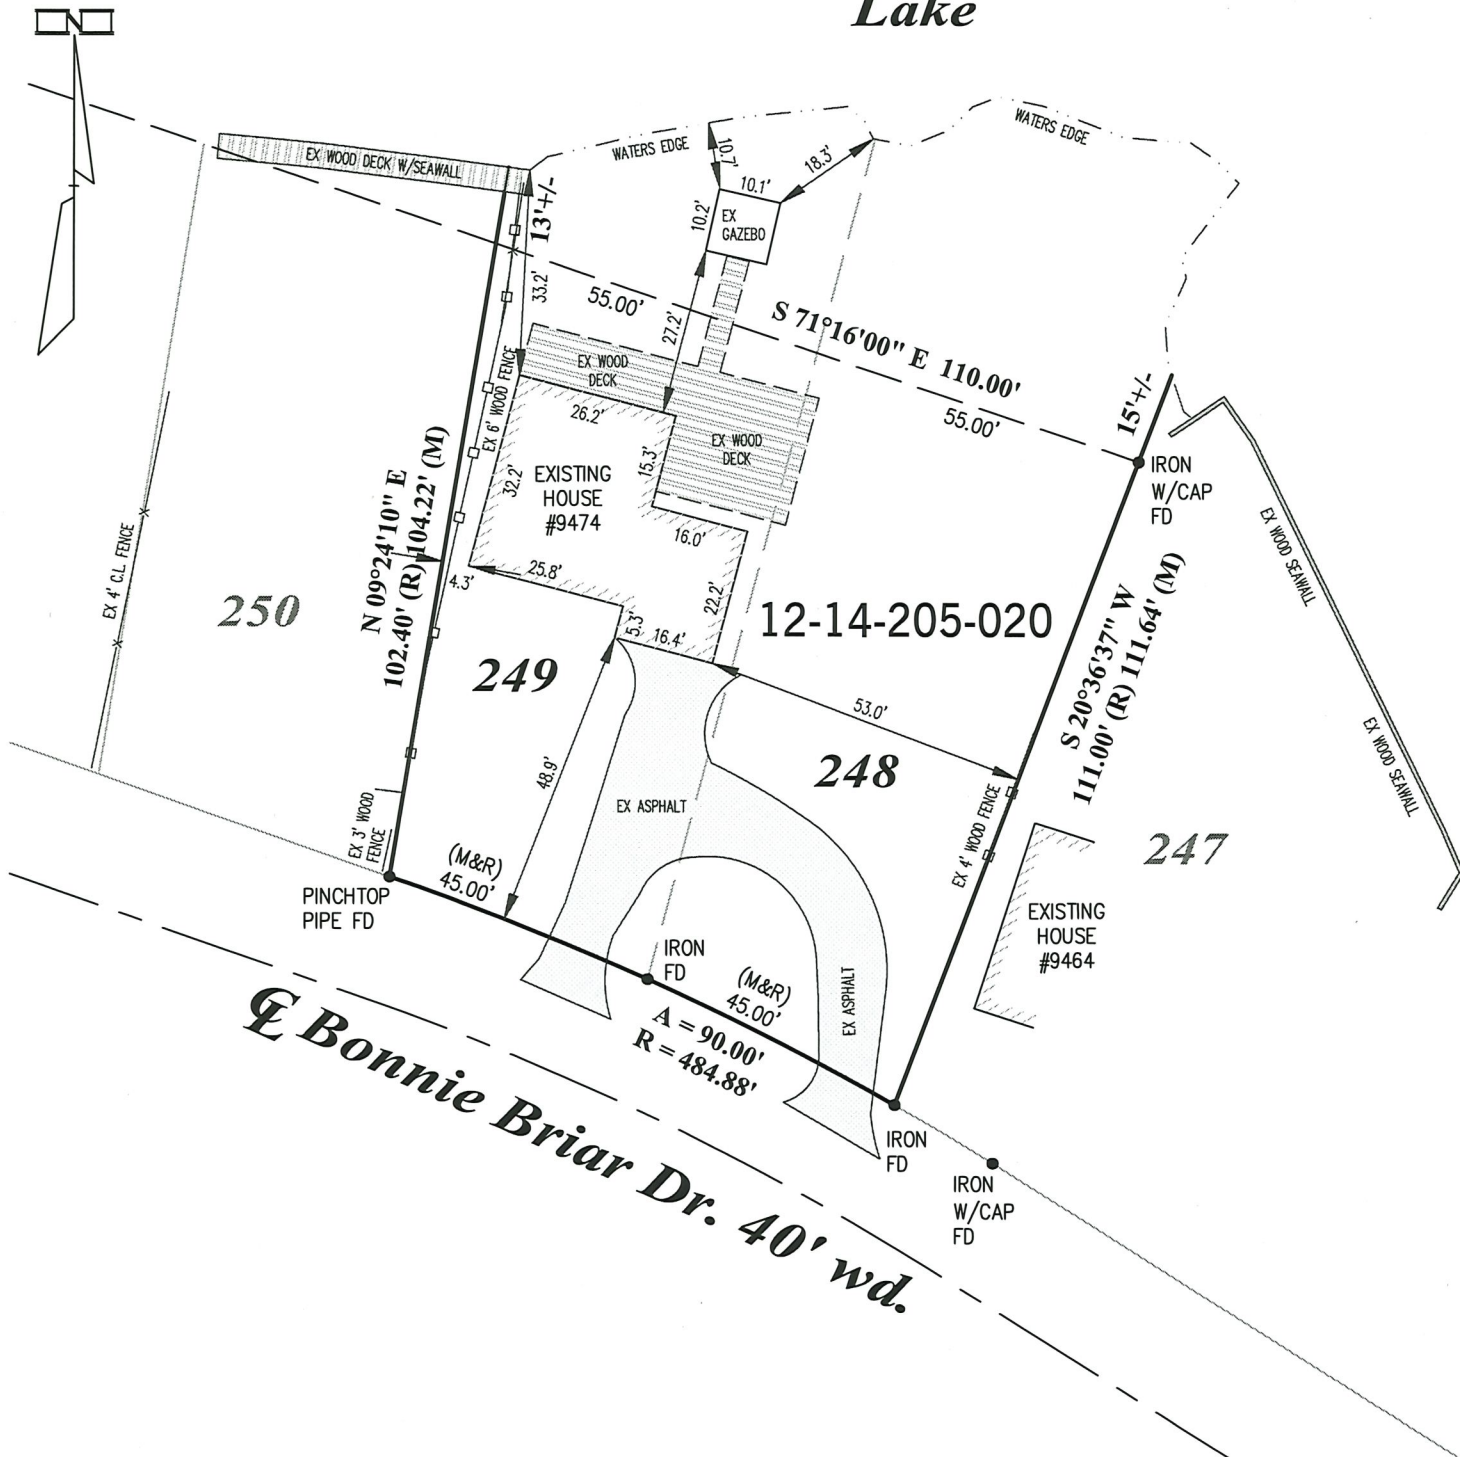 Lake
N
WATERS EDGE
WATERS EDGE
EX WOOD DECK W/SEAWALL
10.7'
18.3'
10.1'
10.2'
EX
GAZEBO
13'+/-
33.2'
55.00'
27.2'
S 71°16'00" E 110.00'
55.00'
15'+/-
EX WOOD
DECK
EX WOOD
DECK
EX 6' WOOD FENCE
26.2'
15.3'
32.2'
EXISTING
HOUSE
#9474
16.0'
25.8'
22.2'
5.3'
16.4'
4.3'
IRON
W/CAP
FD
EX WOOD SEAWALL
EX WOOD SEAWALL
EX 4' C.L. FENCE
250
N 09°24'10" E
102.40' (R) 104.22' (M)
249
12-14-205-020
S 20°36'37" W
111.00' (R) 111.64' (M)
53.0'
248
48.9'
EX ASPHALT
EX 4' WOOD FENCE
247
EX 3' WOOD
FENCE
(M&R)
45.00'
PINCHTOP
PIPE FD
EXISTING
HOUSE
#9464
IRON
FD
(M&R)
45.00'
EX ASPHALT
A = 90.00'
R = 484.88'
IRON
FD
IRON
W/CAP
FD
℄ Bonnie Briar Dr. 40' wd.